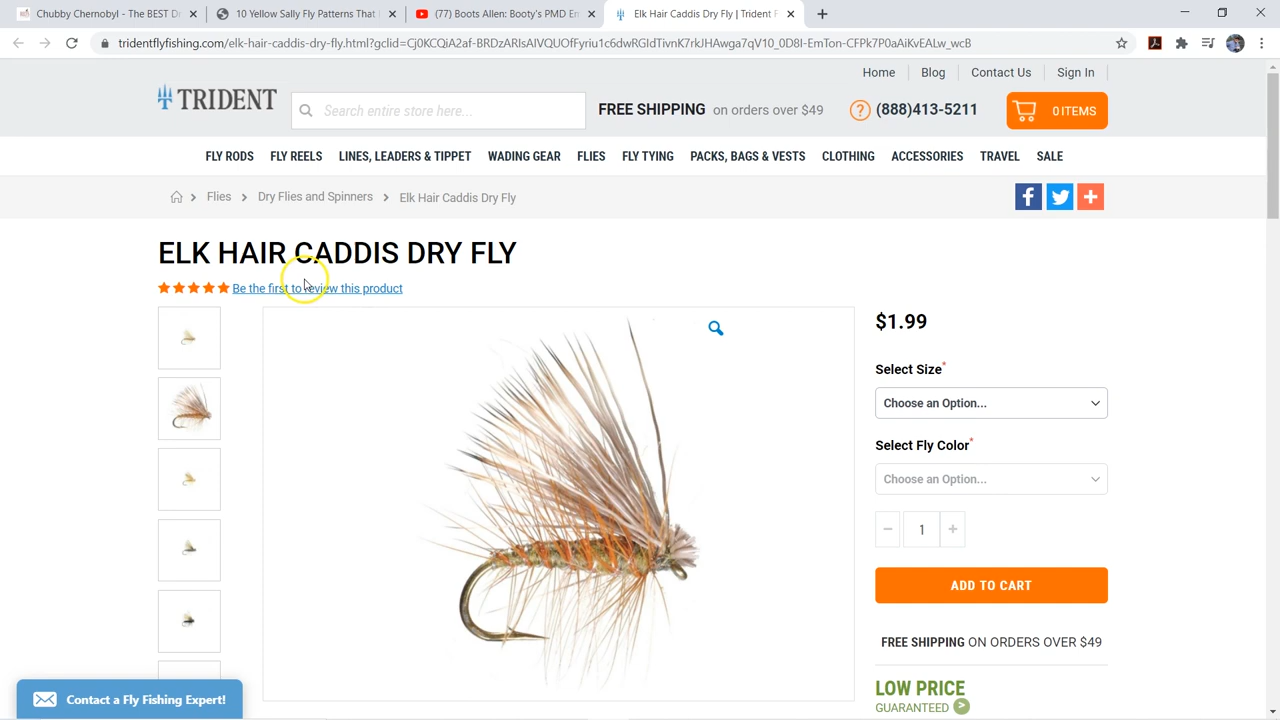 Chubby Chernobyl - The BEST D
10 Yellow Sally Fly Patterns That
(77) Boots Allen: Booty's PMD Em
Elk Hair Caddis Dry Fly | Trident F
tridentflyfishing.com/elk-hair-caddis-dry-fly.html?gclid=Cj0KCQiA2af-BRDzARIsAIVQUOfFyriu1c6dwRGIdTivnK7rkJHAwga7qV10_0D8I-EmTon-CFPk7P0aAiKvEALw_wcB
Home Blog Contact Us Sign In
TRIDENT
Search entire store here...
FREE SHIPPING on orders over $49
(888)413-5211
0 ITEMS
FLY RODS FLY REELS LINES, LEADERS & TIPPET WADING GEAR FLIES FLY TYING PACKS, BAGS & VESTS CLOTHING ACCESSORIES TRAVEL SALE
Flies Dry Flies and Spinners Elk Hair Caddis Dry Fly
ELK HAIR CADDIS DRY FLY
Be the first to review this product
$1.99
Select Size*
Choose an Option...
Select Fly Color*
Choose an Option...
1
ADD TO CART
FREE SHIPPING ON ORDERS OVER $49
LOW PRICE
GUARANTEED
Contact a Fly Fishing Expert!